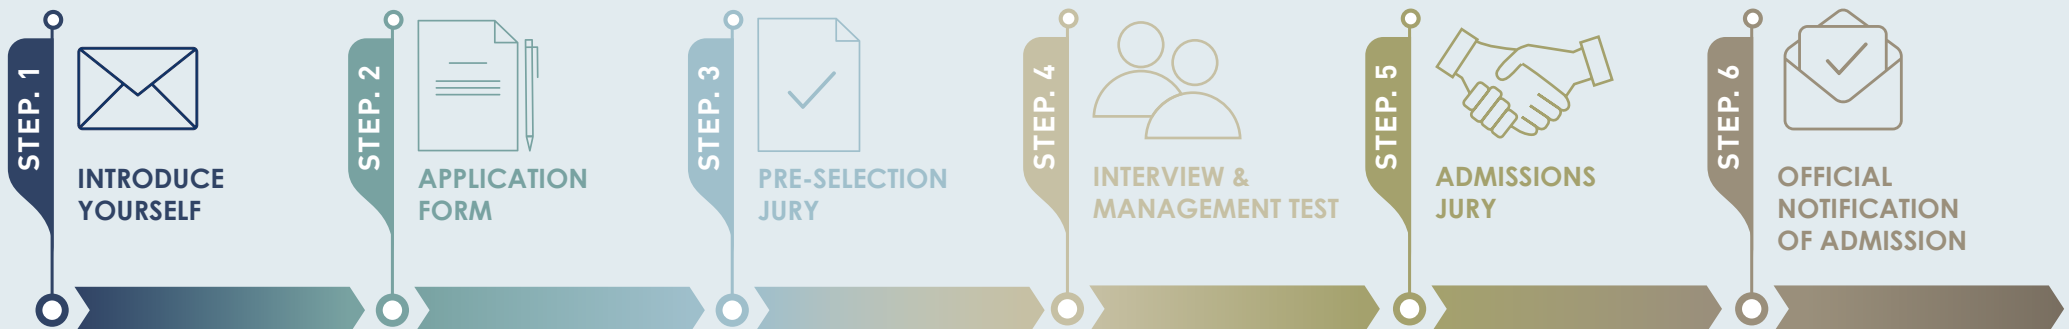 STEP. 1
INTRODUCE
YOURSELF
STEP. 2
APPLICATION
FORM
STEP. 3
PRE-SELECTION
JURY
STEP. 4
INTERVIEW &
MANAGEMENT TEST
STEP. 5
ADMISSIONS
JURY
STEP. 6
OFFICIAL
NOTIFICATION
OF ADMISSION